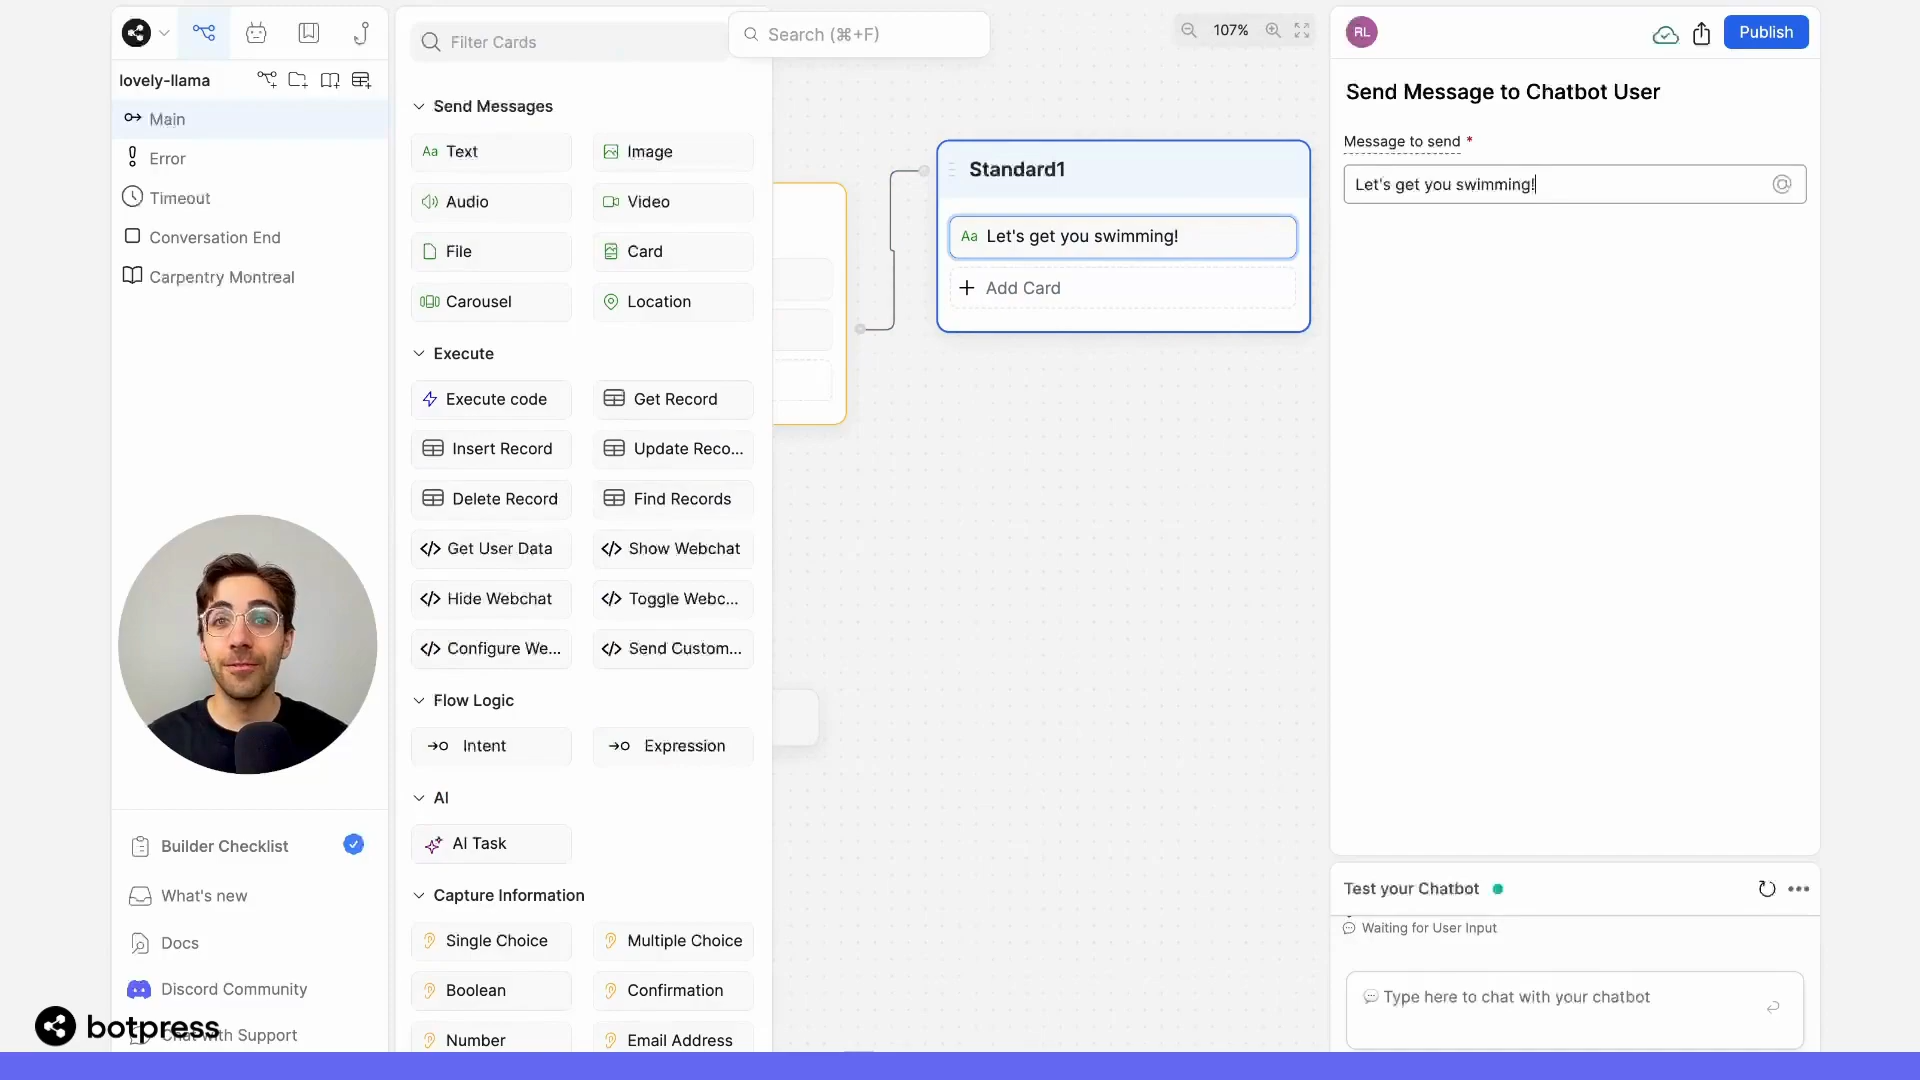 lovely-llama
Main
Error
Timeout
Conversation End
Carpentry Montreal
Builder Checklist
What's new
Docs
Discord Community
Chat with Support
botpress
Filter Cards
Send Messages
Aa Text
Image
Audio
Video
File
Card
Carousel
Location
Execute
Execute code
Get Record
Insert Record
Update Reco...
Delete Record
Find Records
Get User Data
Show Webchat
Hide Webchat
Toggle Webc...
Configure We...
Send Custom...
Flow Logic
Intent
Expression
AI
AI Task
Capture Information
Single Choice
Multiple Choice
Boolean
Confirmation
Number
Email Address
Search (⌘+F)
107%
Standard1
Aa Let's get you swimming!
Add Card
RL
Publish
Send Message to Chatbot User
Message to send *
Let's get you swimming!
Test your Chatbot
Waiting for User Input
Type here to chat with your chatbot